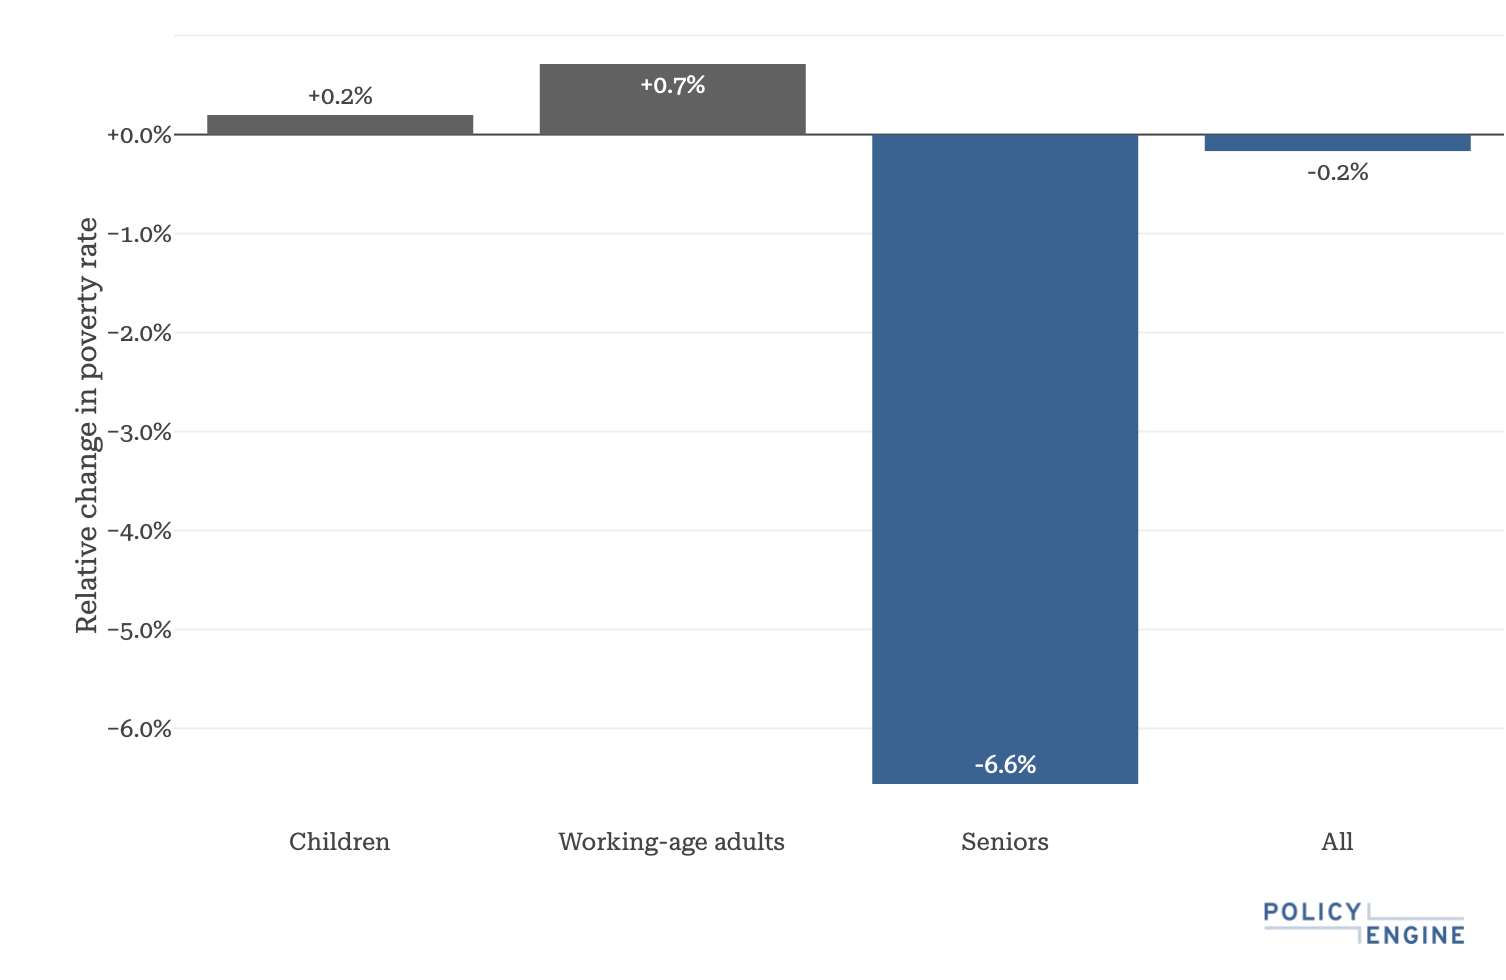 +0.2%
+0.7%
+0.0%
-0.2%
−1.0%
−2.0%
−3.0%
−4.0%
−5.0%
−6.0%
-6.6%
Relative change in poverty rate
Children
Working-age adults
Seniors
All
POLICY
ENGINE